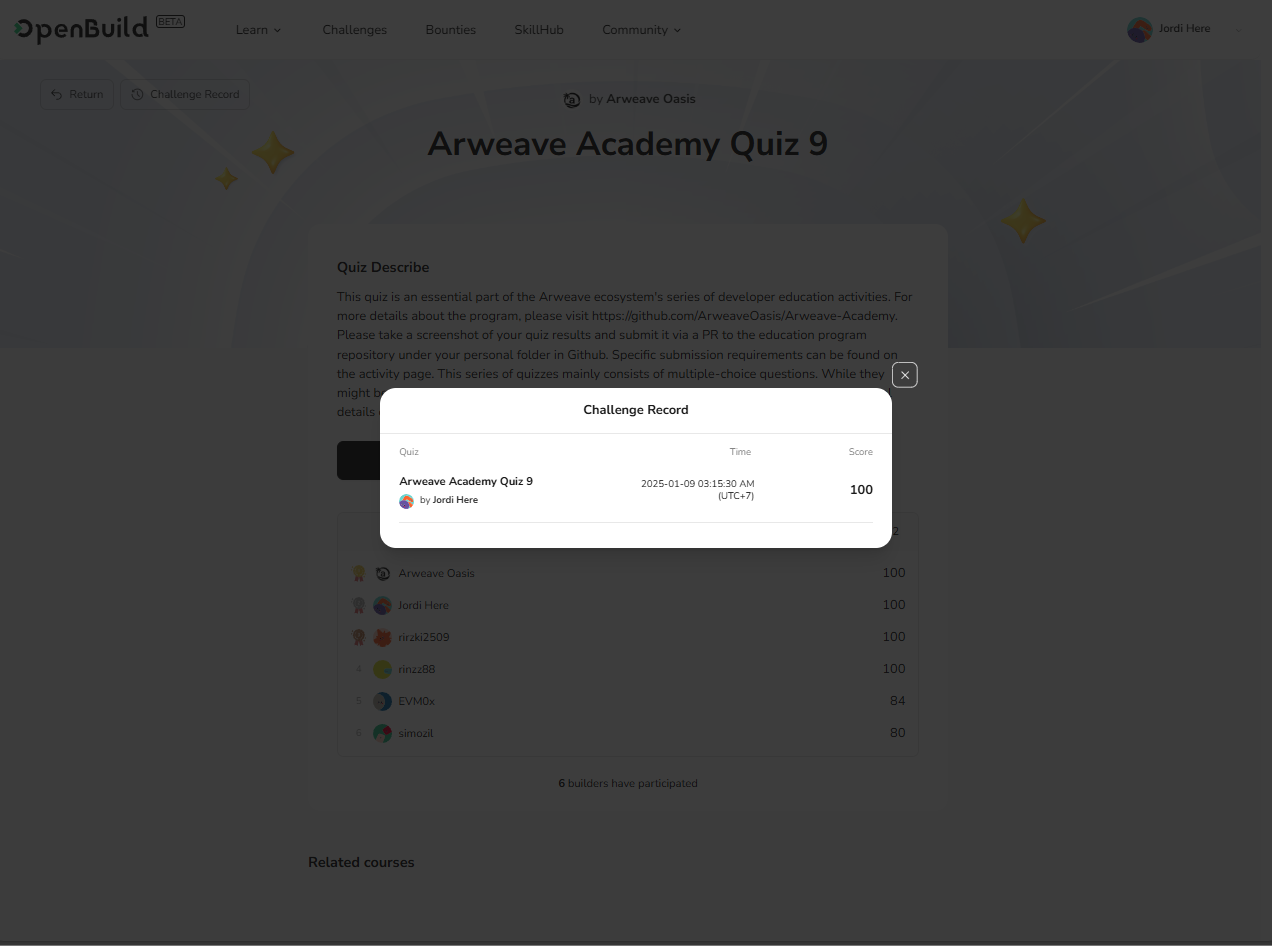 OpenBuild BETA
Learn Challenges Bounties SkillHub Community Jordi Here
Return Challenge Record
by Arweave Oasis
Arweave Academy Quiz 9
Quiz Describe
This quiz is an essential part of the Arweave ecosystem's series of developer education activities. For
more details about the program, please visit https://github.com/ArweaveOasis/Arweave-Academy.
Please take a screenshot of your quiz results and submit it via a PR to the education program
repository under your personal folder in Github. Specific submission requirements can be found on
the activity page. This series of quizzes mainly consists of multiple-choice questions. While they
might
details
Challenge Record
Quiz Time Score
Arweave Academy Quiz 9
by Jordi Here
2025-01-09 03:15:30 AM
(UTC+7)
100
2
Arweave Oasis 100
Jordi Here 100
rirzki2509 100
4 rinzz88 100
5 EVM0x 84
6 simozil 80
6 builders have participated
Related courses